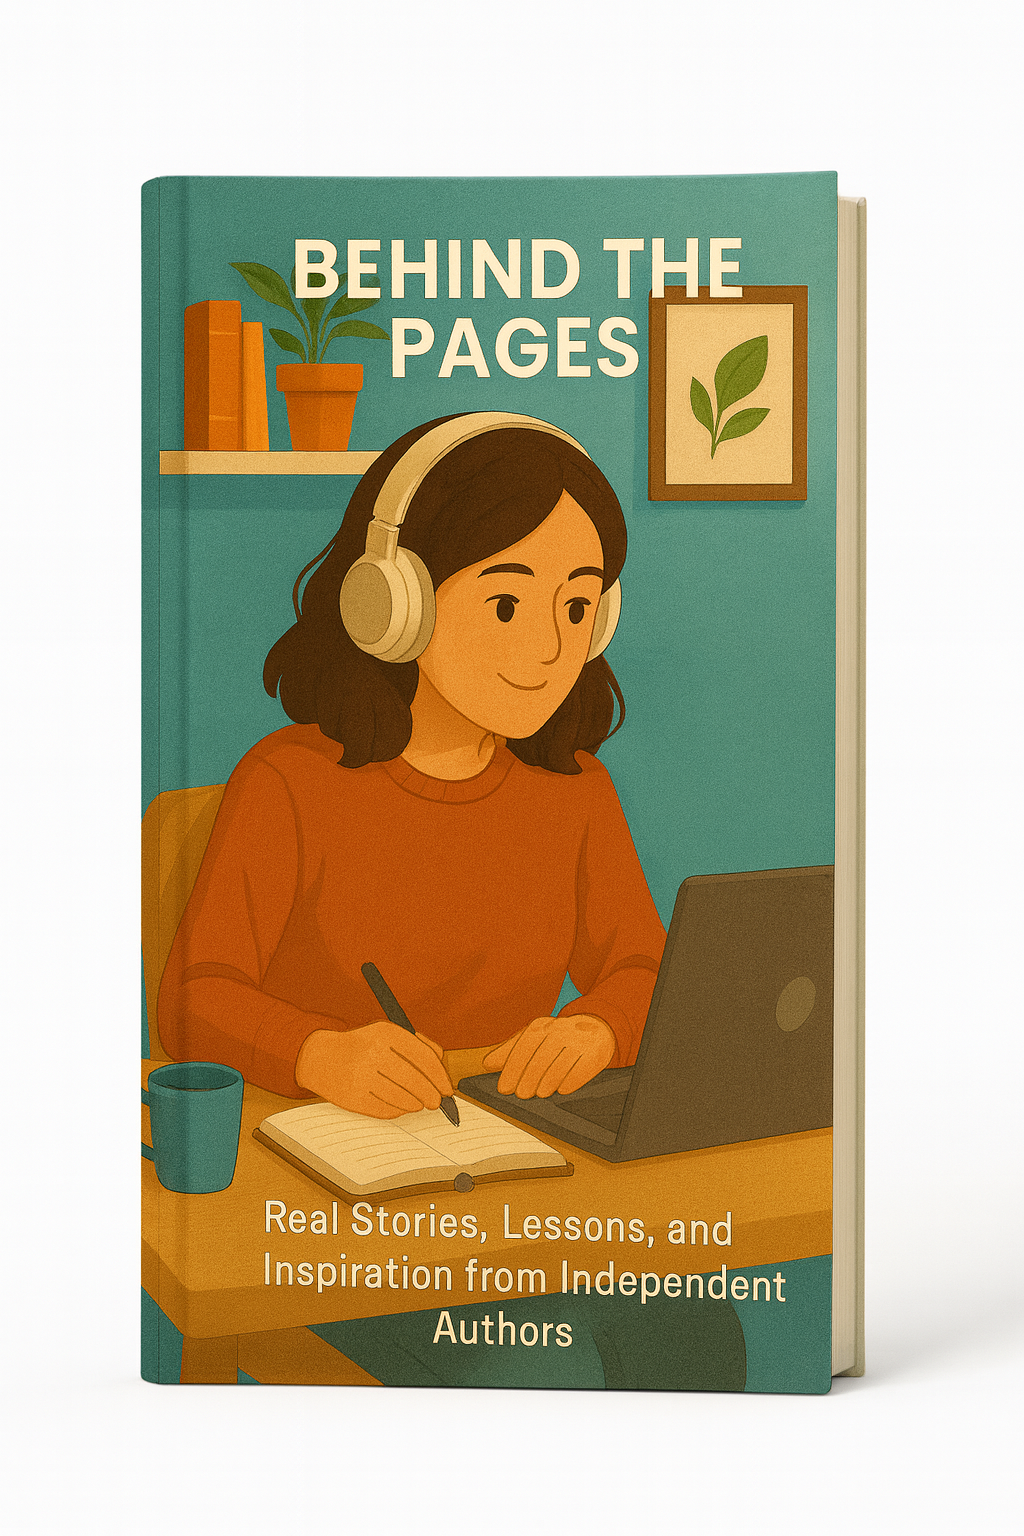 BEHIND THE
PAGES
Real Stories, Lessons, and
Inspiration from Independent
Authors